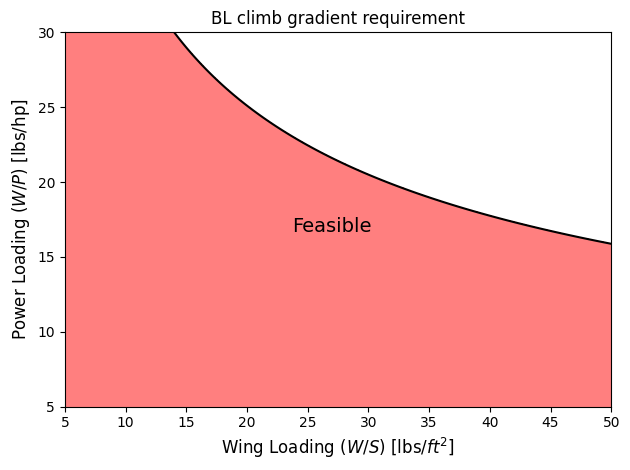 BL climb gradient requirement
30
25
20
15
10
5
Power Loading (W/P) [lbs/hp]
Feasible
5 10 15 20 25 30 35 40 45 50
Wing Loading (W/S) [lbs/ft²]